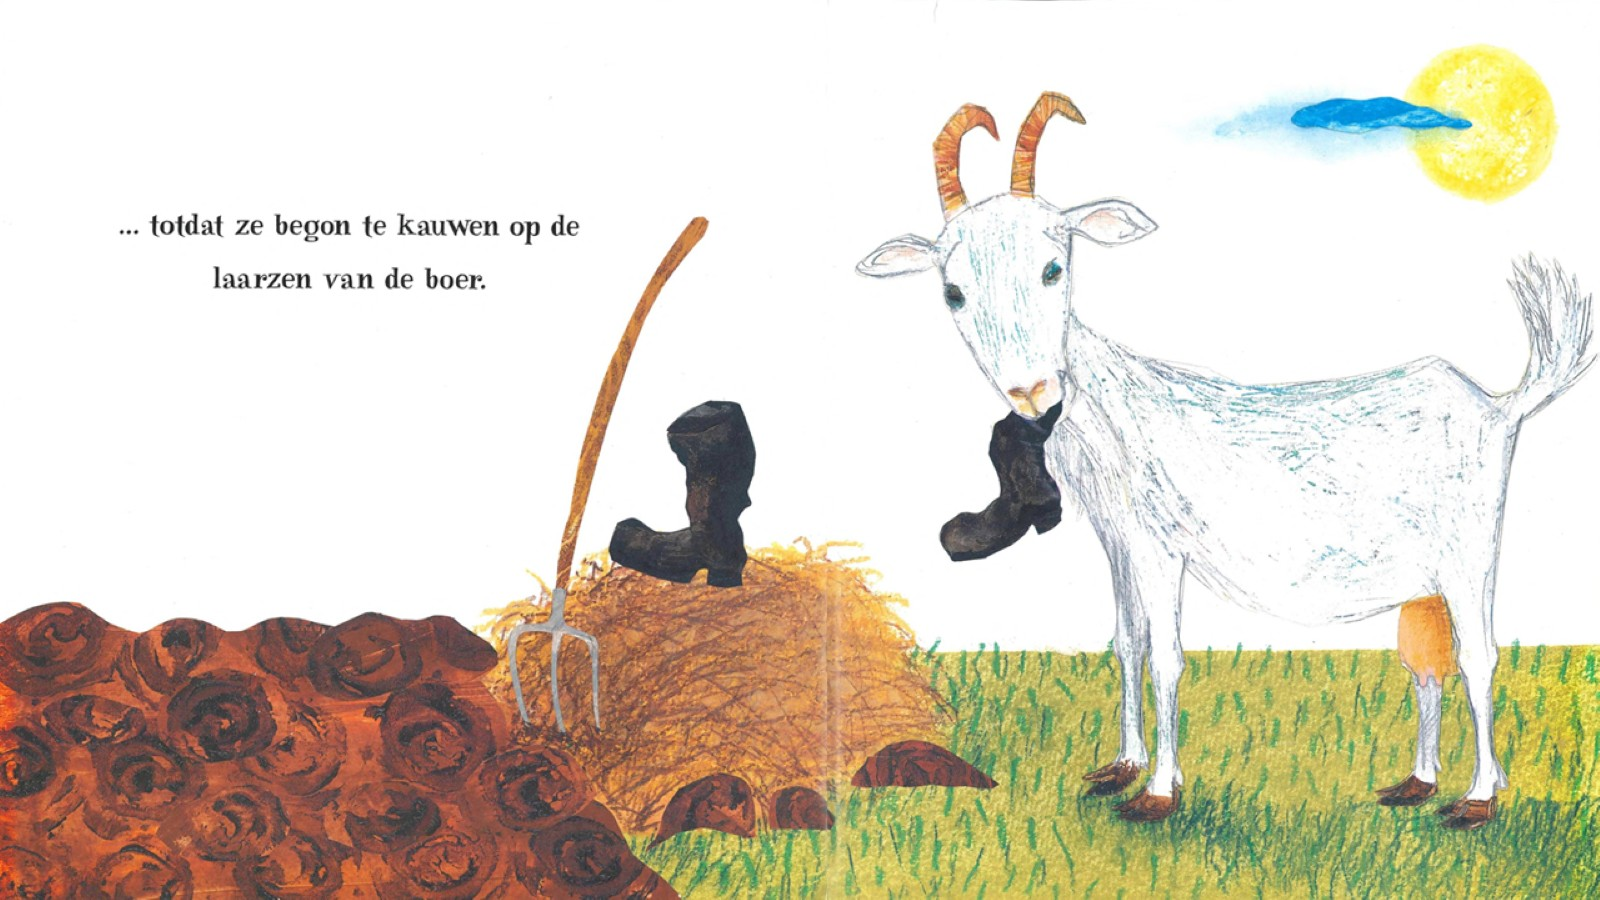 ... totdat ze begon te kauwen op de
laarzen van de boer.